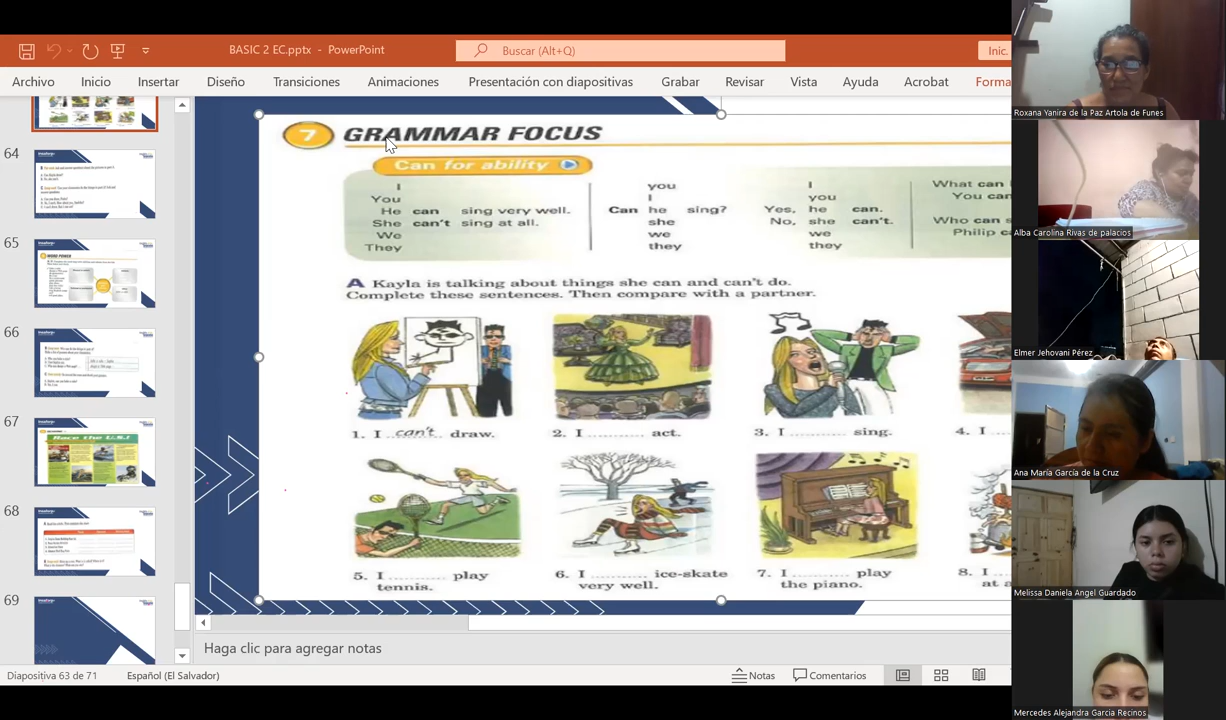 BASIC 2 EC.pptx - PowerPoint
Buscar (Alt+Q)
Inic.
Archivo Inicio Insertar Diseño Transiciones Animaciones Presentación con diapositivas Grabar Revisar Vista Ayuda Acrobat Forma
64
65
66
67
68
69
7 GRAMMAR FOCUS
Can for ability
I
You
He can sing very well.
She can't sing at all.
We
They
you
I
Can he sing?
she
we
they
I
you
Yes, he can.
No, she can't.
we
they
What can
You can
Who can
Philip c
A Kayla is talking about things she can and can't do.
Complete these sentences. Then compare with a partner.
1. I can't draw.
2. I .......... act.
3. I .......... sing.
4. I
5. I .......... play
tennis.
6. I .......... ice-skate
very well.
7. I .......... play
the piano.
8. I
at a
Haga clic para agregar notas
Diapositiva 63 de 71 Español (El Salvador) Notas Comentarios
Roxana Yanira de la Paz Artola de Funes
Alba Carolina Rivas de palacios
Elmer Jehovani Pérez
Ana María García de la Cruz
Melissa Daniela Angel Guardado
Mercedes Alejandra Garcia Recinos